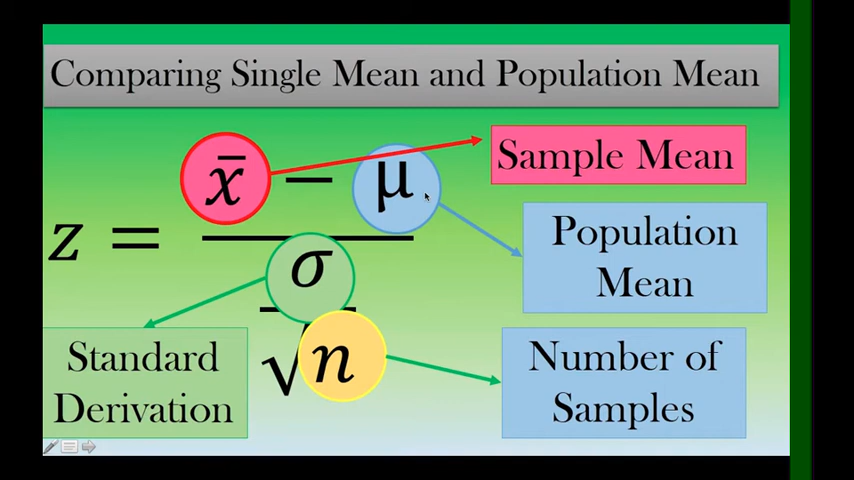 Comparing Single Mean and Population Mean
z = x̄ − μ / σ / √n
Sample Mean
Population
Mean
Standard
Derivation
Number of
Samples